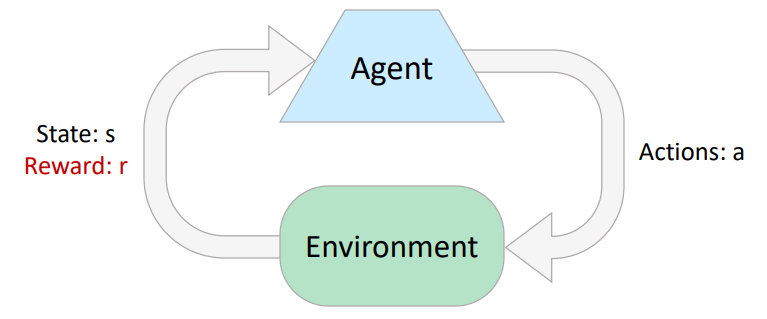 Agent
State: s
Reward: r
Actions: a
Environment